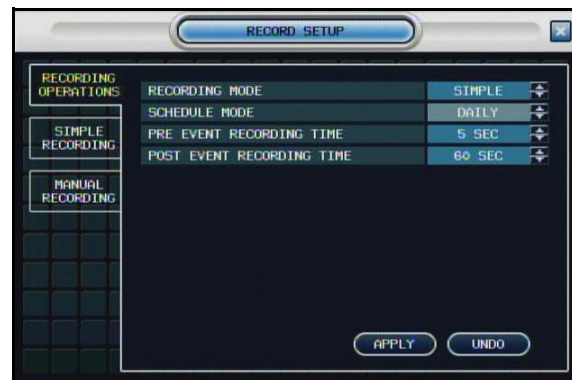 RECORD SETUP
RECORDING
OPERATIONS
SIMPLE
RECORDING
MANUAL
RECORDING
RECORDING MODE SIMPLE
SCHEDULE MODE DAILY
PRE EVENT RECORDING TIME 5 SEC
POST EVENT RECORDING TIME 60 SEC
APPLY UNDO